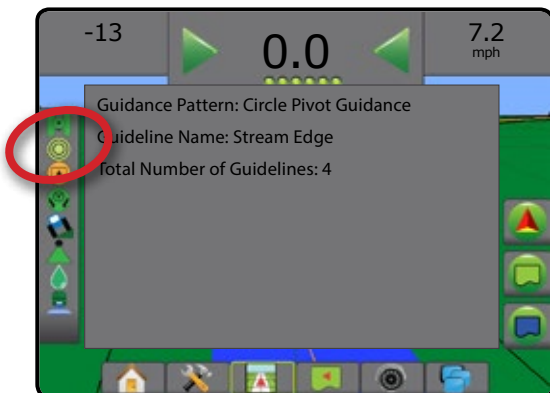 -13
0.0
7.2
mph
Guidance Pattern: Circle Pivot Guidance
Guideline Name: Stream Edge
Total Number of Guidelines: 4